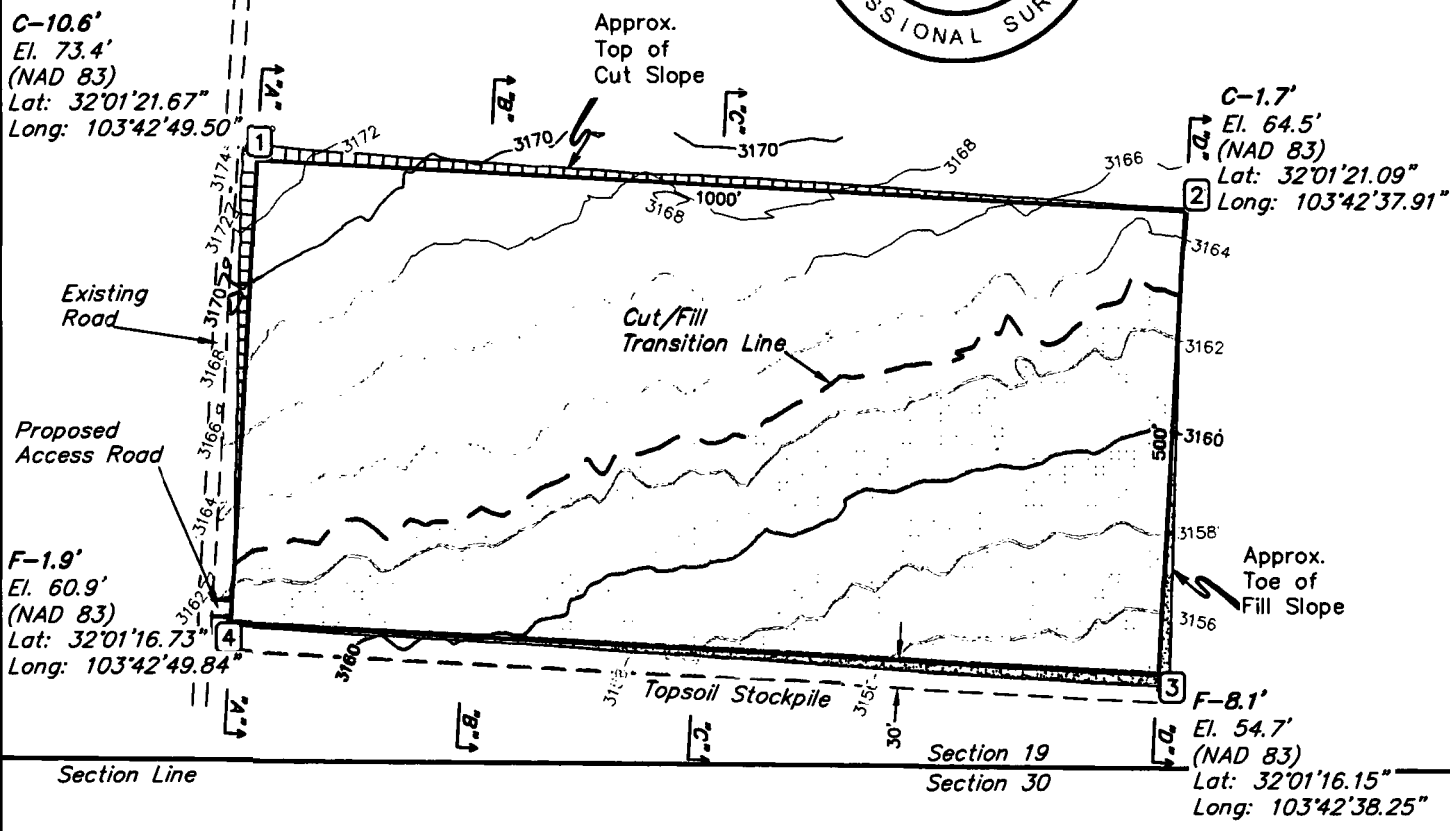 SSIONAL SUR
C-10.6'
El. 73.4'
(NAD 83)
Lat: 32°01'21.67"
Long: 103°42'49.50"
"A"
"B"
"C"
"D"
Approx.
Top of
Cut Slope
C-1.7'
El. 64.5'
(NAD 83)
Lat: 32°01'21.09"
Long: 103°42'37.91"
1
2
3172
3170
3170
3168
3166
3174
3172
3168
1000'
3164
Existing
Road
3170
Cut/Fill
Transition Line
3162
3168
Proposed
Access Road
3166
500'
3160
3164
3158
Approx.
Toe of
Fill Slope
3156
F-1.9'
El. 60.9'
(NAD 83)
Lat: 32°01'16.73"
Long: 103°42'49.84"
3162
4
3160
Topsoil Stockpile
30'
3
F-8.1'
El. 54.7'
(NAD 83)
Lat: 32°01'16.15"
Long: 103°42'38.25"
"A"
"B"
"C"
"D"
Section 19
Section Line
Section 30